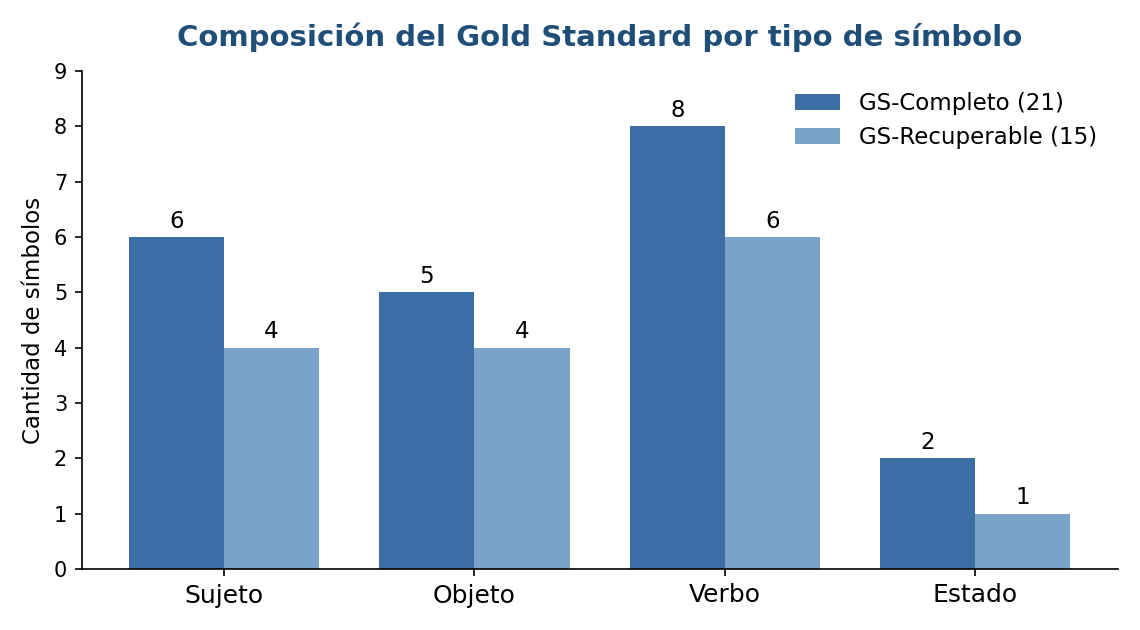 Composición del Gold Standard por tipo de símbolo
GS-Completo (21)
GS-Recuperable (15)
Cantidad de símbolos
9
8
7
6
5
4
3
2
1
0
6
4
5
4
8
6
2
1
Sujeto
Objeto
Verbo
Estado